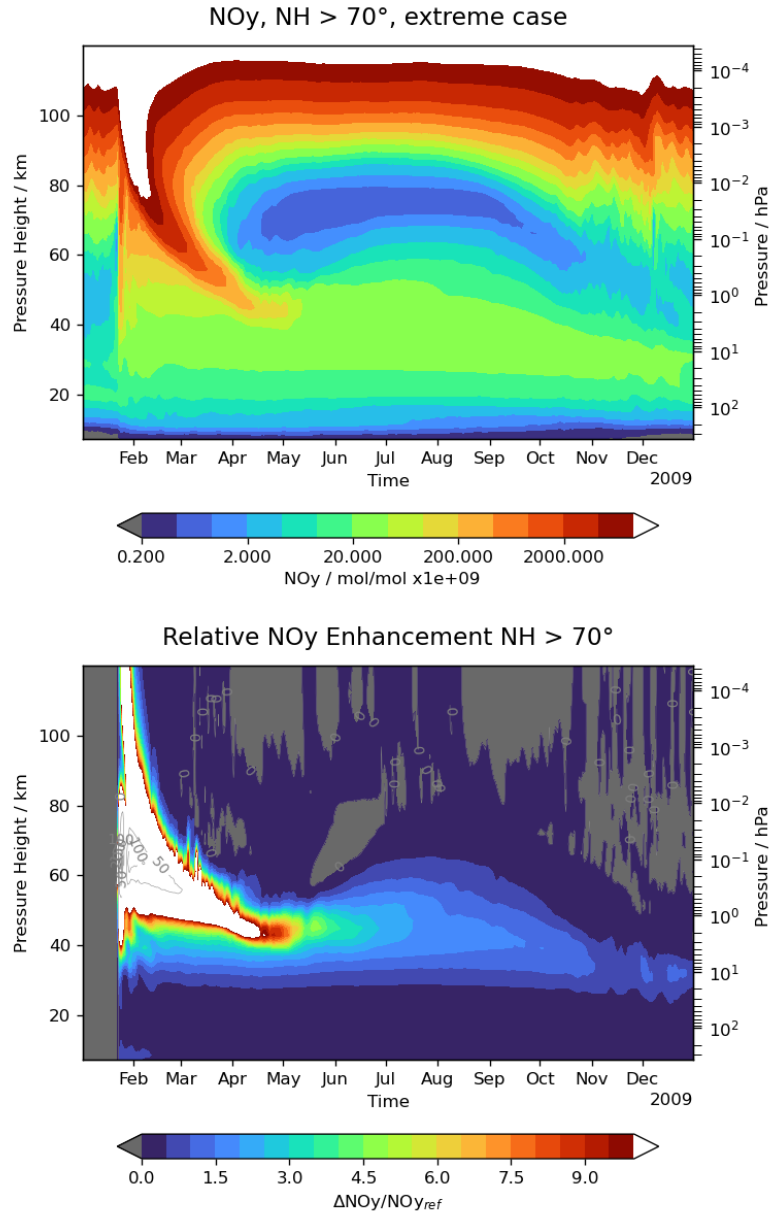 NOy, NH > 70°, extreme case
Pressure Height / km
100
80
60
40
20
10⁻⁴
10⁻³
10⁻²
10⁻¹
10⁰
10¹
10²
Pressure / hPa
Feb Mar Apr May Jun Jul Aug Sep Oct Nov Dec
Time
2009
0.200 2.000 20.000 200.000 2000.000
NOy / mol/mol x1e+09
Relative NOy Enhancement NH > 70°
Pressure Height / km
100
80
60
40
20
10⁻⁴
10⁻³
10⁻²
10⁻¹
10⁰
10¹
10²
Pressure / hPa
50
Feb Mar Apr May Jun Jul Aug Sep Oct Nov Dec
Time
2009
0.0 1.5 3.0 4.5 6.0 7.5 9.0
ΔNOy/NOy_ref